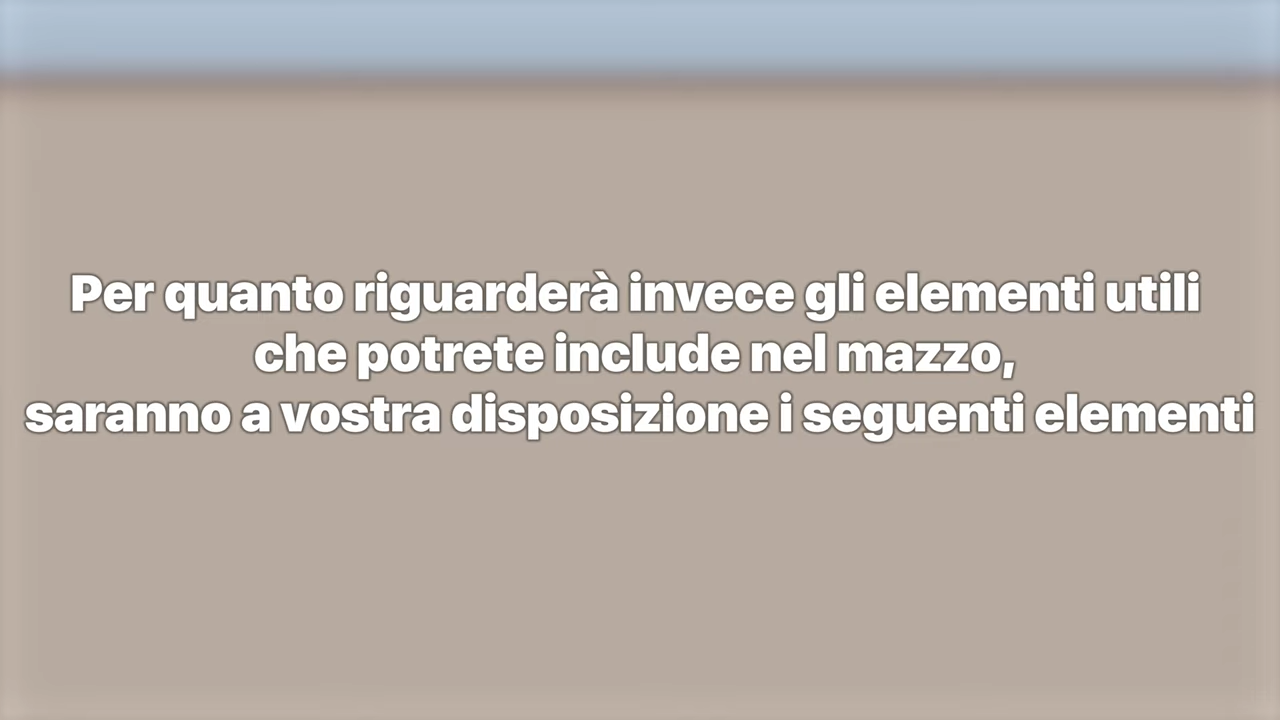 Per quanto riguarderà invece gli elementi utili
che potrete include nel mazzo,
saranno a vostra disposizione i seguenti elementi